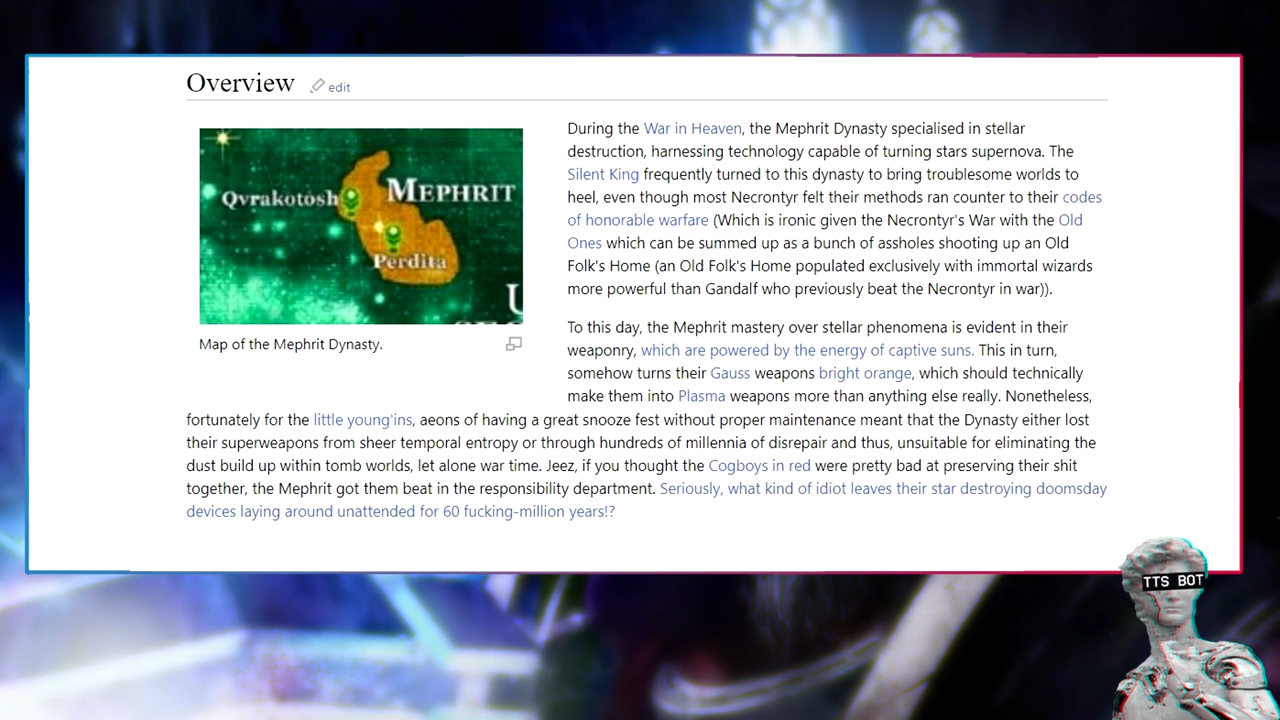 Overview edit
Qvrakotosh
MEPHRIT
Perdita
Map of the Mephrit Dynasty.
During the War in Heaven, the Mephrit Dynasty specialised in stellar
destruction, harnessing technology capable of turning stars supernova. The
Silent King frequently turned to this dynasty to bring troublesome worlds to
heel, even though most Necrontyr felt their methods ran counter to their codes
of honorable warfare (Which is ironic given the Necrontyr's War with the Old
Ones which can be summed up as a bunch of assholes shooting up an Old
Folk's Home (an Old Folk's Home populated exclusively with immortal wizards
more powerful than Gandalf who previously beat the Necrontyr in war)).
To this day, the Mephrit mastery over stellar phenomena is evident in their
weaponry, which are powered by the energy of captive suns. This in turn,
somehow turns their Gauss weapons bright orange, which should technically
make them into Plasma weapons more than anything else really. Nonetheless,
fortunately for the little young'ins, aeons of having a great snooze fest without proper maintenance meant that the Dynasty either lost
their superweapons from sheer temporal entropy or through hundreds of millennia of disrepair and thus, unsuitable for eliminating the
dust build up within tomb worlds, let alone war time. Jeez, if you thought the Cogboys in red were pretty bad at preserving their shit
together, the Mephrit got them beat in the responsibility department. Seriously, what kind of idiot leaves their star destroying doomsday
devices laying around unattended for 60 fucking-million years!?
TTS BOT